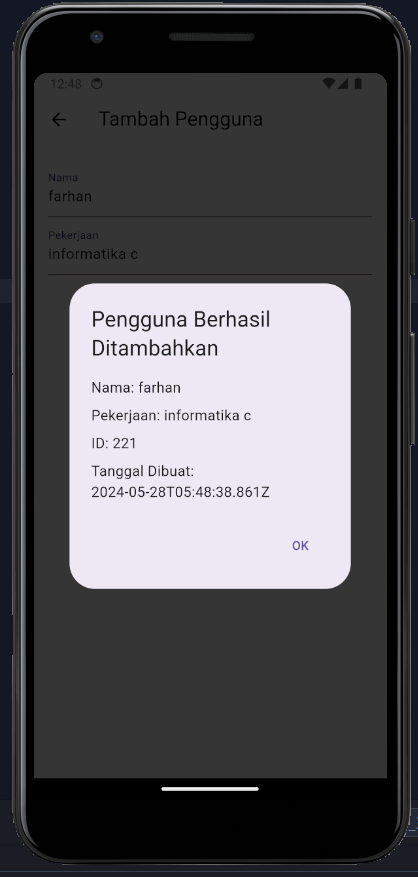 12:48
Tambah Pengguna
Nama
farhan
Pekerjaan
informatika c
Pengguna Berhasil
Ditambahkan
Nama: farhan
Pekerjaan: informatika c
ID: 221
Tanggal Dibuat:
2024-05-28T05:48:38.861Z
OK